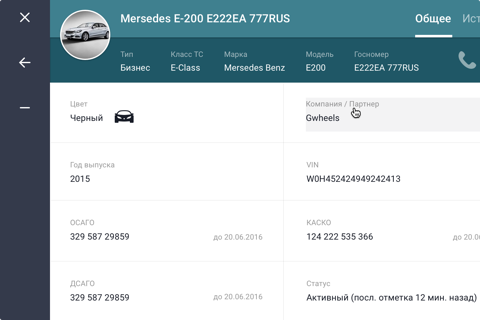 Mersedes E-200 E222EA 777RUS
Общее
Ист
Тип
Класс ТС
Марка
Модель
Госномер
Бизнес
E-Class
Mersedes Benz
E200
E222EA 777RUS
Цвет
Компания / Партнер
Черный
Gwheels
Год выпуска
VIN
2015
W0H452424949242413
ОСАГО
КАСКО
329 587 29859
до 20.06.2016
124 222 535 366
до 20.0
ДСАГО
Статус
329 587 29859
до 20.06.2016
Активный (посл. отметка 12 мин. назад)